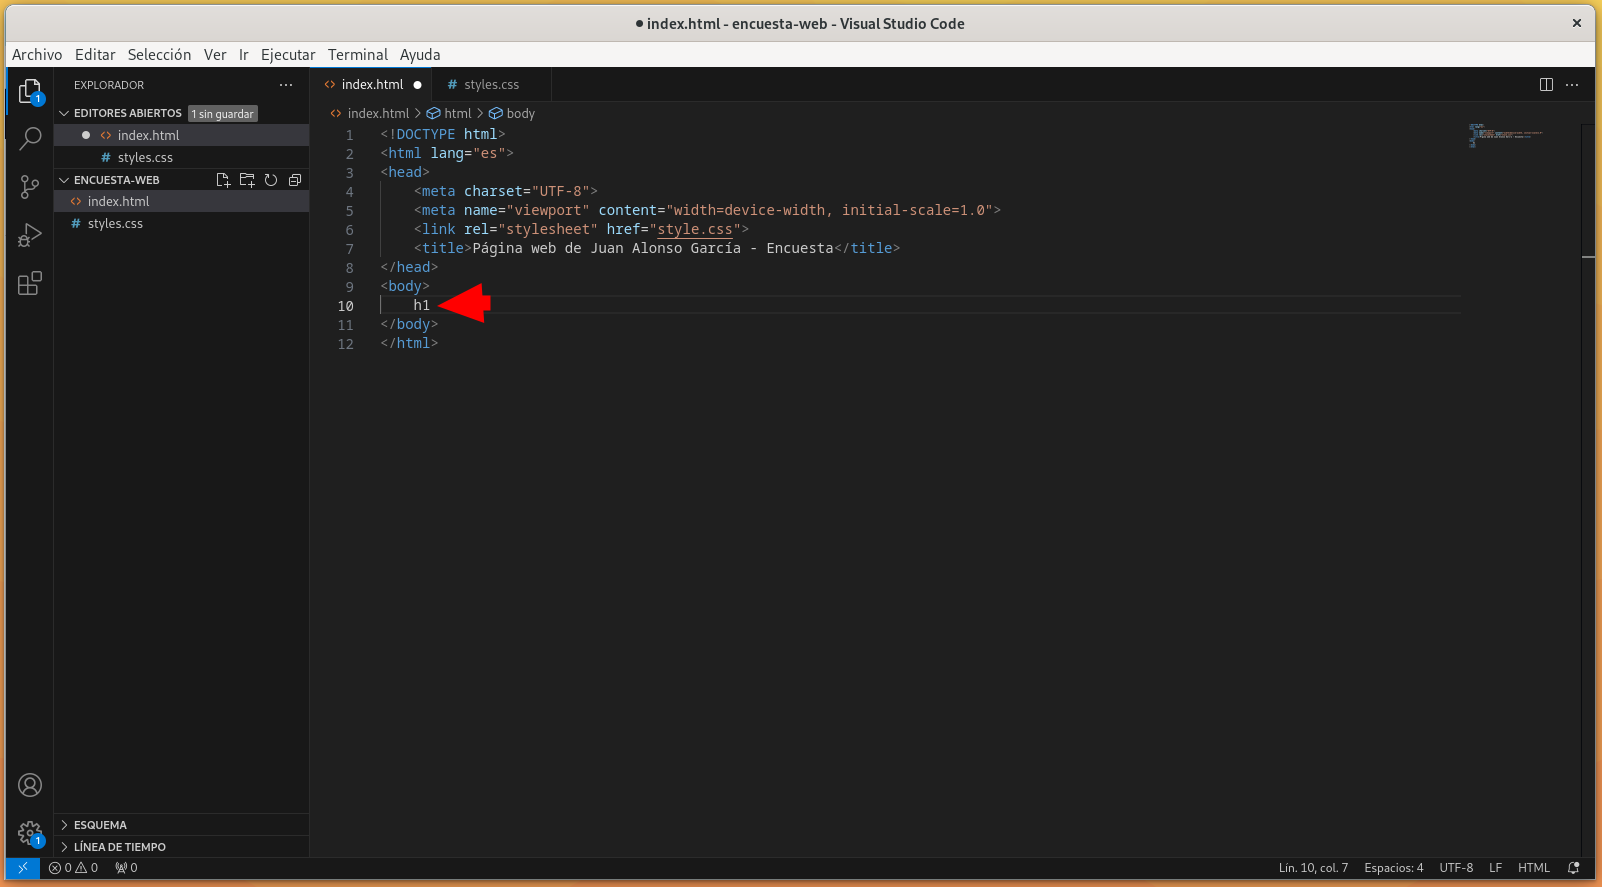 index.html - encuesta-web - Visual Studio Code
Archivo Editar Selección Ver Ir Ejecutar Terminal Ayuda
EXPLORADOR
EDITORES ABIERTOS 1 sin guardar
index.html
# styles.css
ENCUESTA-WEB
index.html
# styles.css
index.html
# styles.css
index.html > html > body
1 <!DOCTYPE html>
2 <html lang="es">
3 <head>
4 <meta charset="UTF-8">
5 <meta name="viewport" content="width=device-width, initial-scale=1.0">
6 <link rel="stylesheet" href="style.css">
7 <title>Página web de Juan Alonso García - Encuesta</title>
8 </head>
9 <body>
10 h1
11 </body>
12 </html>
1
ESQUEMA
LÍNEA DE TIEMPO
1
0 0 0
Lín. 10, col. 7 Espacios: 4 UTF-8 LF HTML